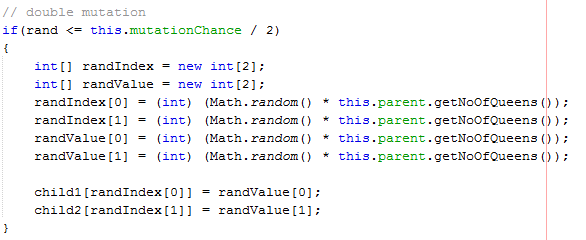 // double mutation
if(rand <= this.mutationChance / 2)
{
    int[] randIndex = new int[2];
    int[] randValue = new int[2];
    randIndex[0] = (int) (Math.random() * this.parent.getNoOfQueens());
    randIndex[1] = (int) (Math.random() * this.parent.getNoOfQueens());
    randValue[0] = (int) (Math.random() * this.parent.getNoOfQueens());
    randValue[1] = (int) (Math.random() * this.parent.getNoOfQueens());

    child1[randIndex[0]] = randValue[0];
    child2[randIndex[1]] = randValue[1];
}